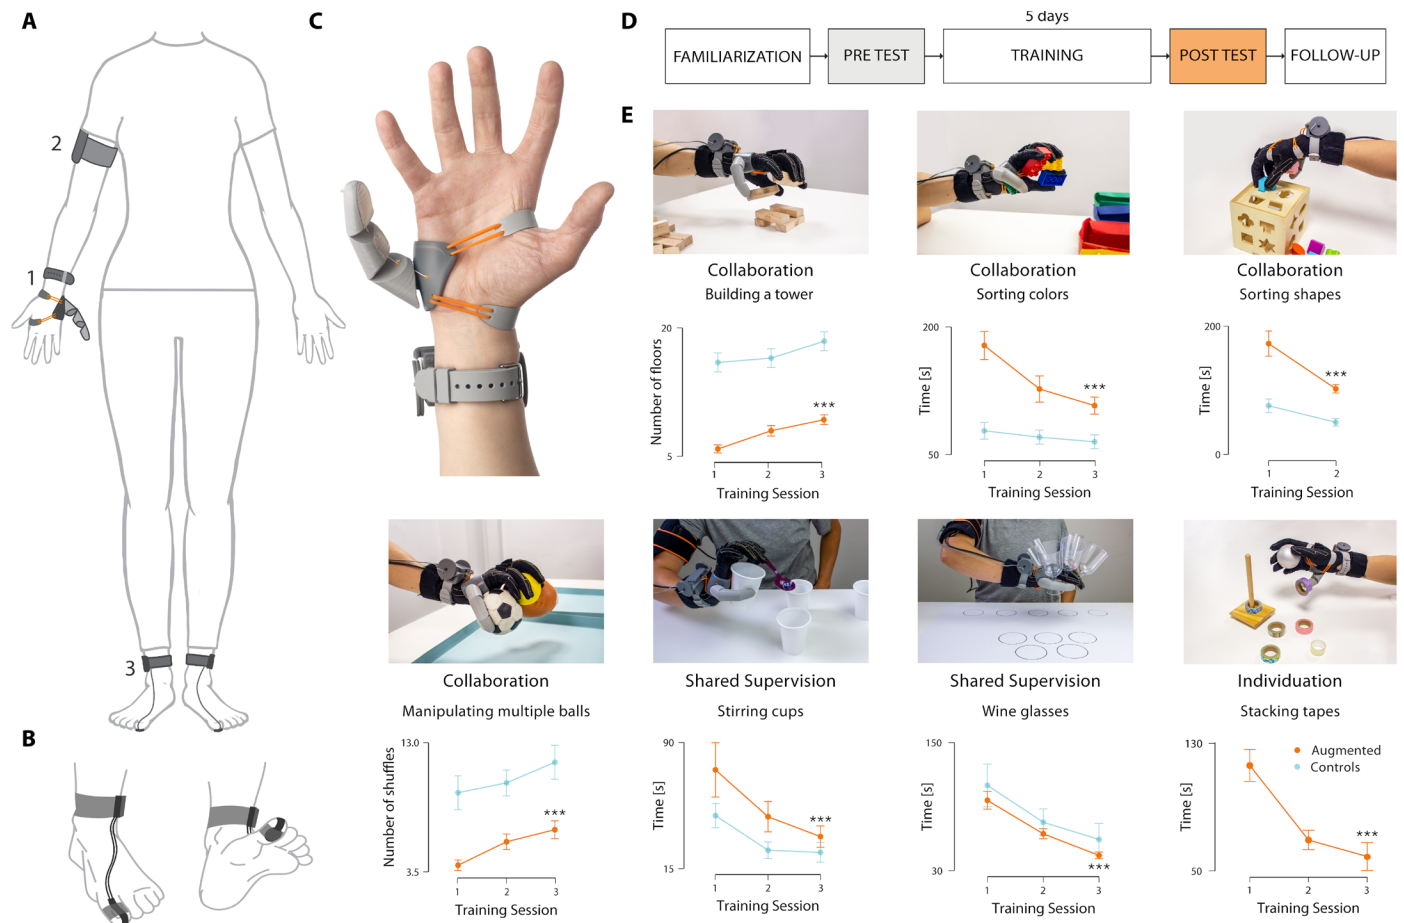 A
2
1
3
B
C
D
5 days
FAMILIARIZATION
PRE TEST
TRAINING
POST TEST
FOLLOW-UP
E
Collaboration
Building a tower
20
Number of floors
5
***
1 2 3
Training Session
Collaboration
Sorting colors
200
Time [s]
50
***
1 2 3
Training Session
Collaboration
Sorting shapes
200
Time [s]
0
***
1 2
Training Session
Collaboration
Manipulating multiple balls
13.0
Number of shuffles
3.5
***
1 2 3
Training Session
Shared Supervision
Stirring cups
90
Time [s]
15
***
1 2 3
Training Session
Shared Supervision
Wine glasses
150
Time [s]
30
***
1 2 3
Training Session
Individuation
Stacking tapes
130
Time [s]
50
Augmented
Controls
***
1 2 3
Training Session